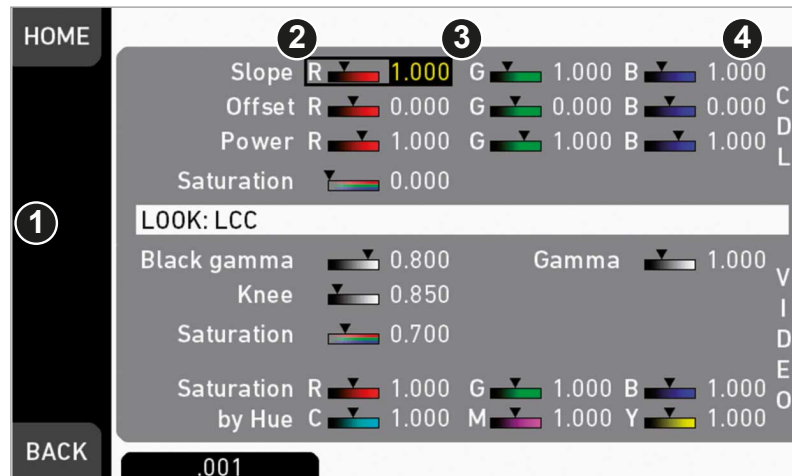 HOME
2 3 4
Slope R 1.000 G 1.000 B 1.000
Offset R 0.000 G 0.000 B 0.000
Power R 1.000 G 1.000 B 1.000
Saturation 0.000
CDL
1
LOOK: LCC
Black gamma 0.800 Gamma 1.000
Knee 0.850
Saturation 0.700
Saturation R 1.000 G 1.000 B 1.000
by Hue C 1.000 M 1.000 Y 1.000
VIDEO
BACK
.001